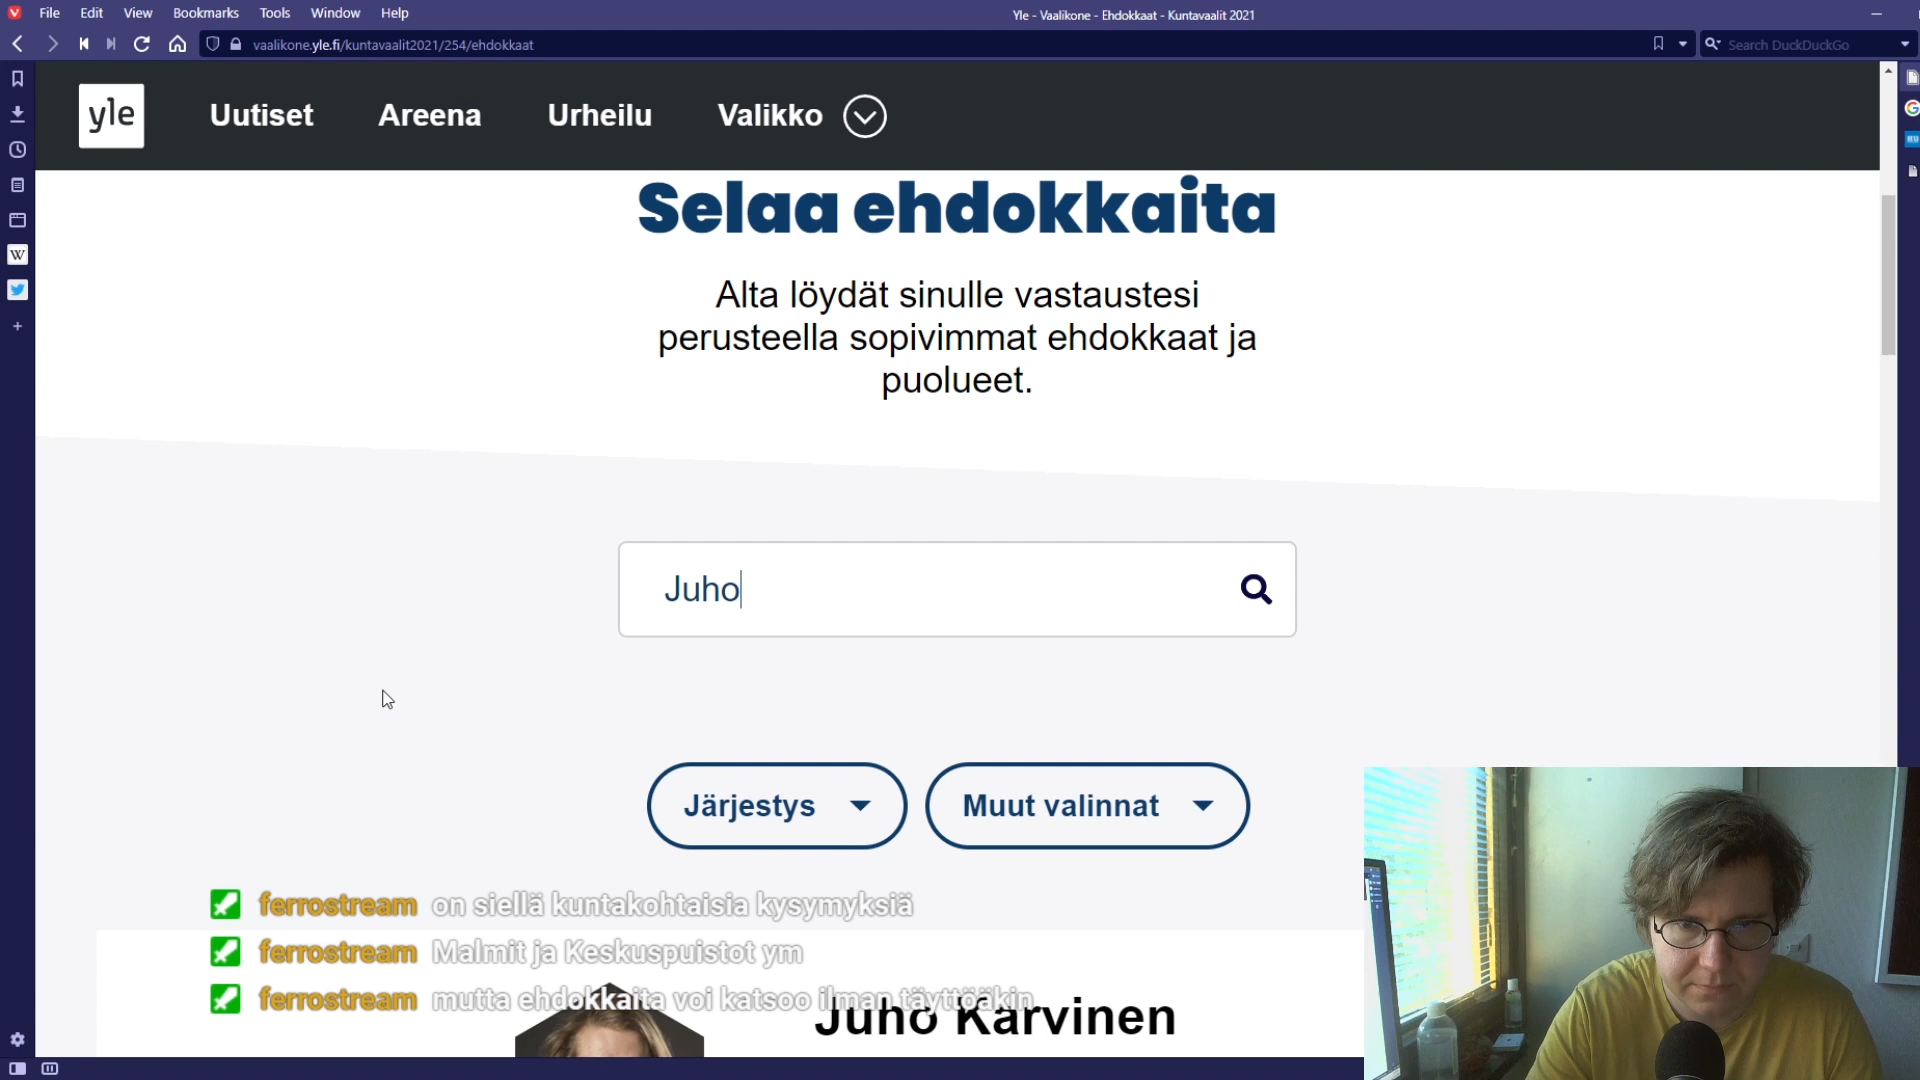 File Edit View Bookmarks Tools Window Help
Yle - Vaalikone - Ehdokkaat - Kuntavaalit 2021
vaalikone.yle.fi/kuntavaalit2021/254/ehdokkaat
Search DuckDuckGo
yle Uutiset Areena Urheilu Valikko
Selaa ehdokkaita
Alta löydät sinulle vastaustesi
perusteella sopivimmat ehdokkaat ja
puolueet.
Juho
Järjestys
Muut valinnat
ferrostream on siellä kuntakohtaisia kysymyksiä
ferrostream Malmit ja Keskuspuistot ym
ferrostream mutta ehdokkaita voi katsoo ilman täyttöäkin
Juho Karvinen
W